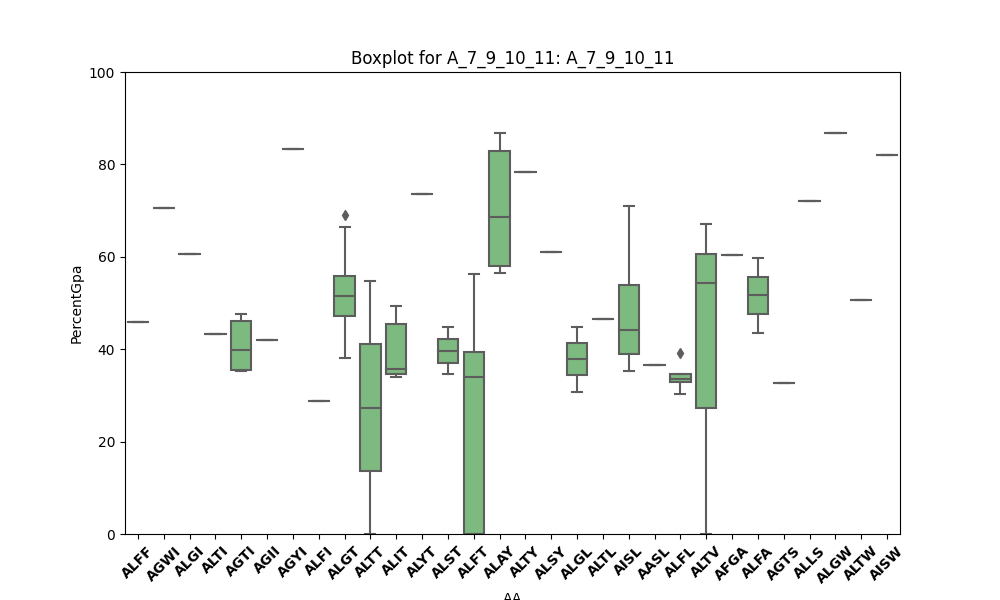 Boxplot for A_7_9_10_11: A_7_9_10_11
100
80
60
40
20
0
PercentGpa
ALFF AGWI ALGI ALTI AGTI AGII AGYI ALFI ALGT ALTT ALIT ALYT ALST ALFT ALAY ALTY ALSY ALGL ALTL AISL AASL ALFL ALTV AFGA ALFA AGTS ALLS ALGW ALTW AISW
AA